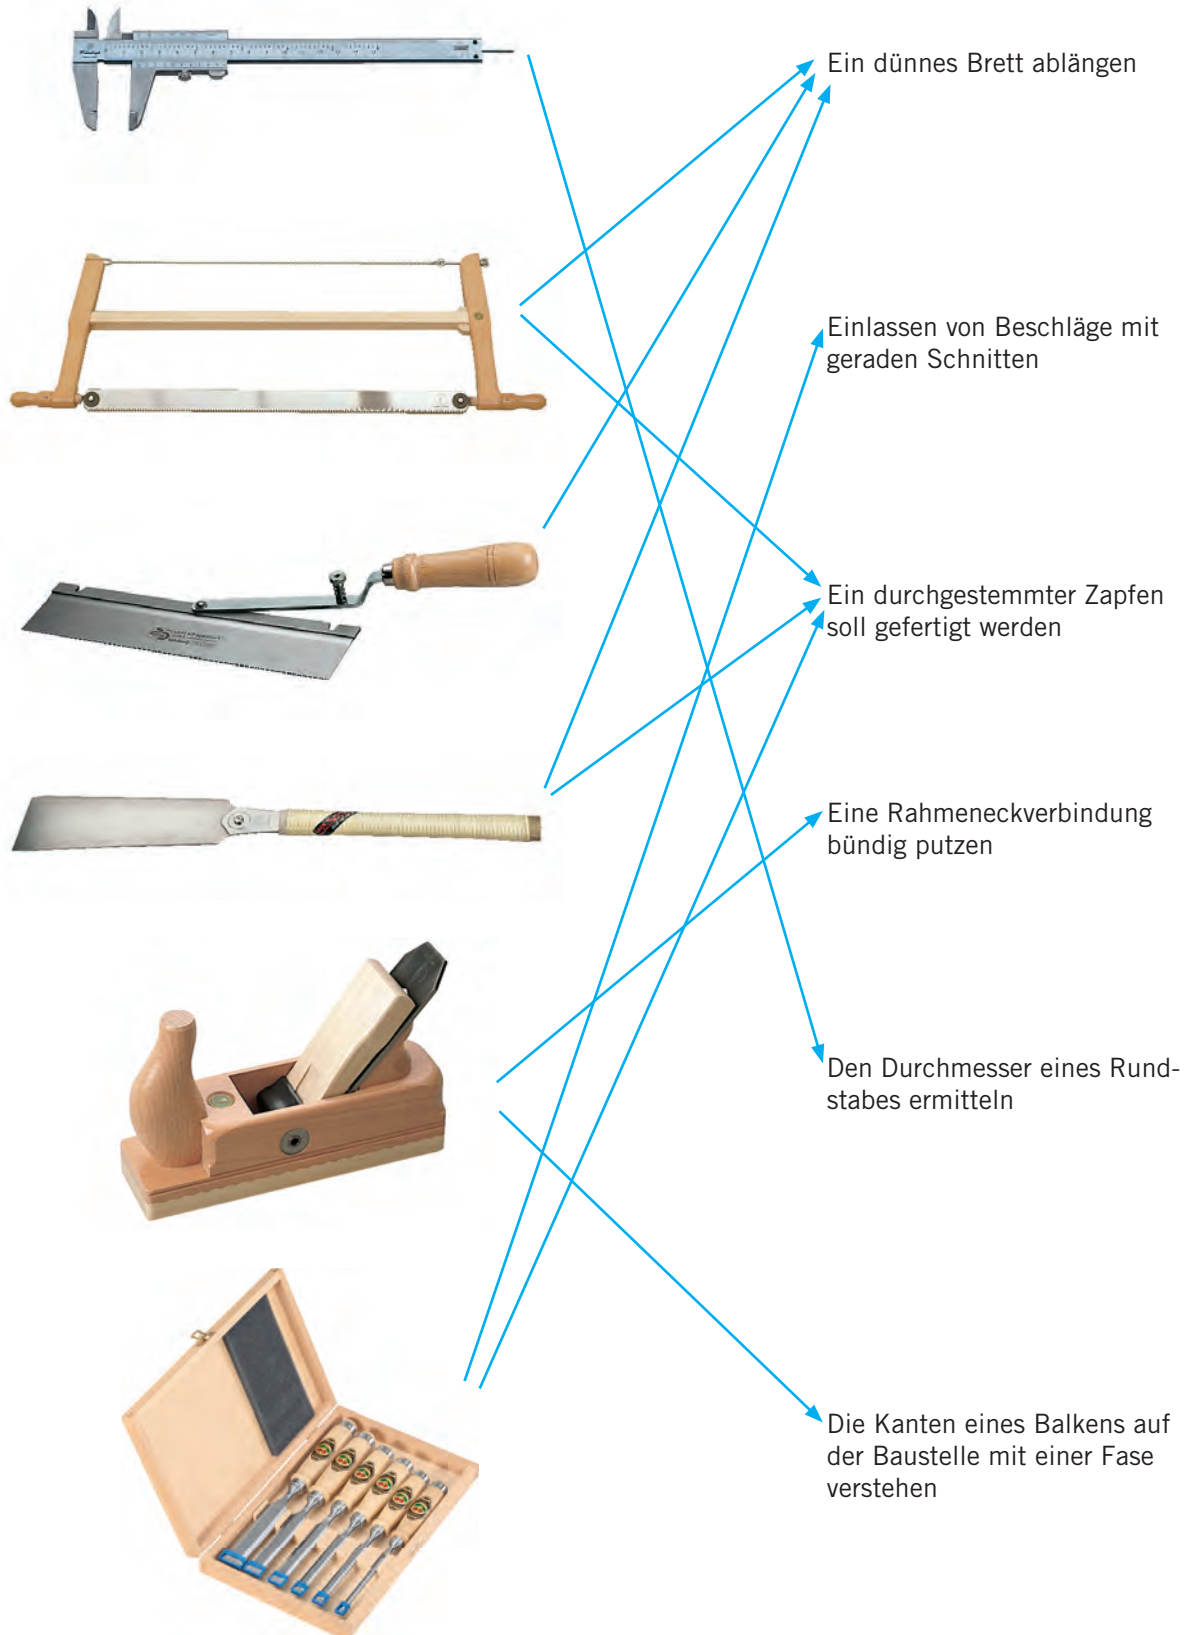 Ein dünnes Brett ablängen
Einlassen von Beschläge mit
geraden Schnitten
Ein durchgestemmter Zapfen
soll gefertigt werden
Eine Rahmeneckverbindung
bündig putzen
Den Durchmesser eines Rund-
stabes ermitteln
Die Kanten eines Balkens auf
der Baustelle mit einer Fase
verstehen